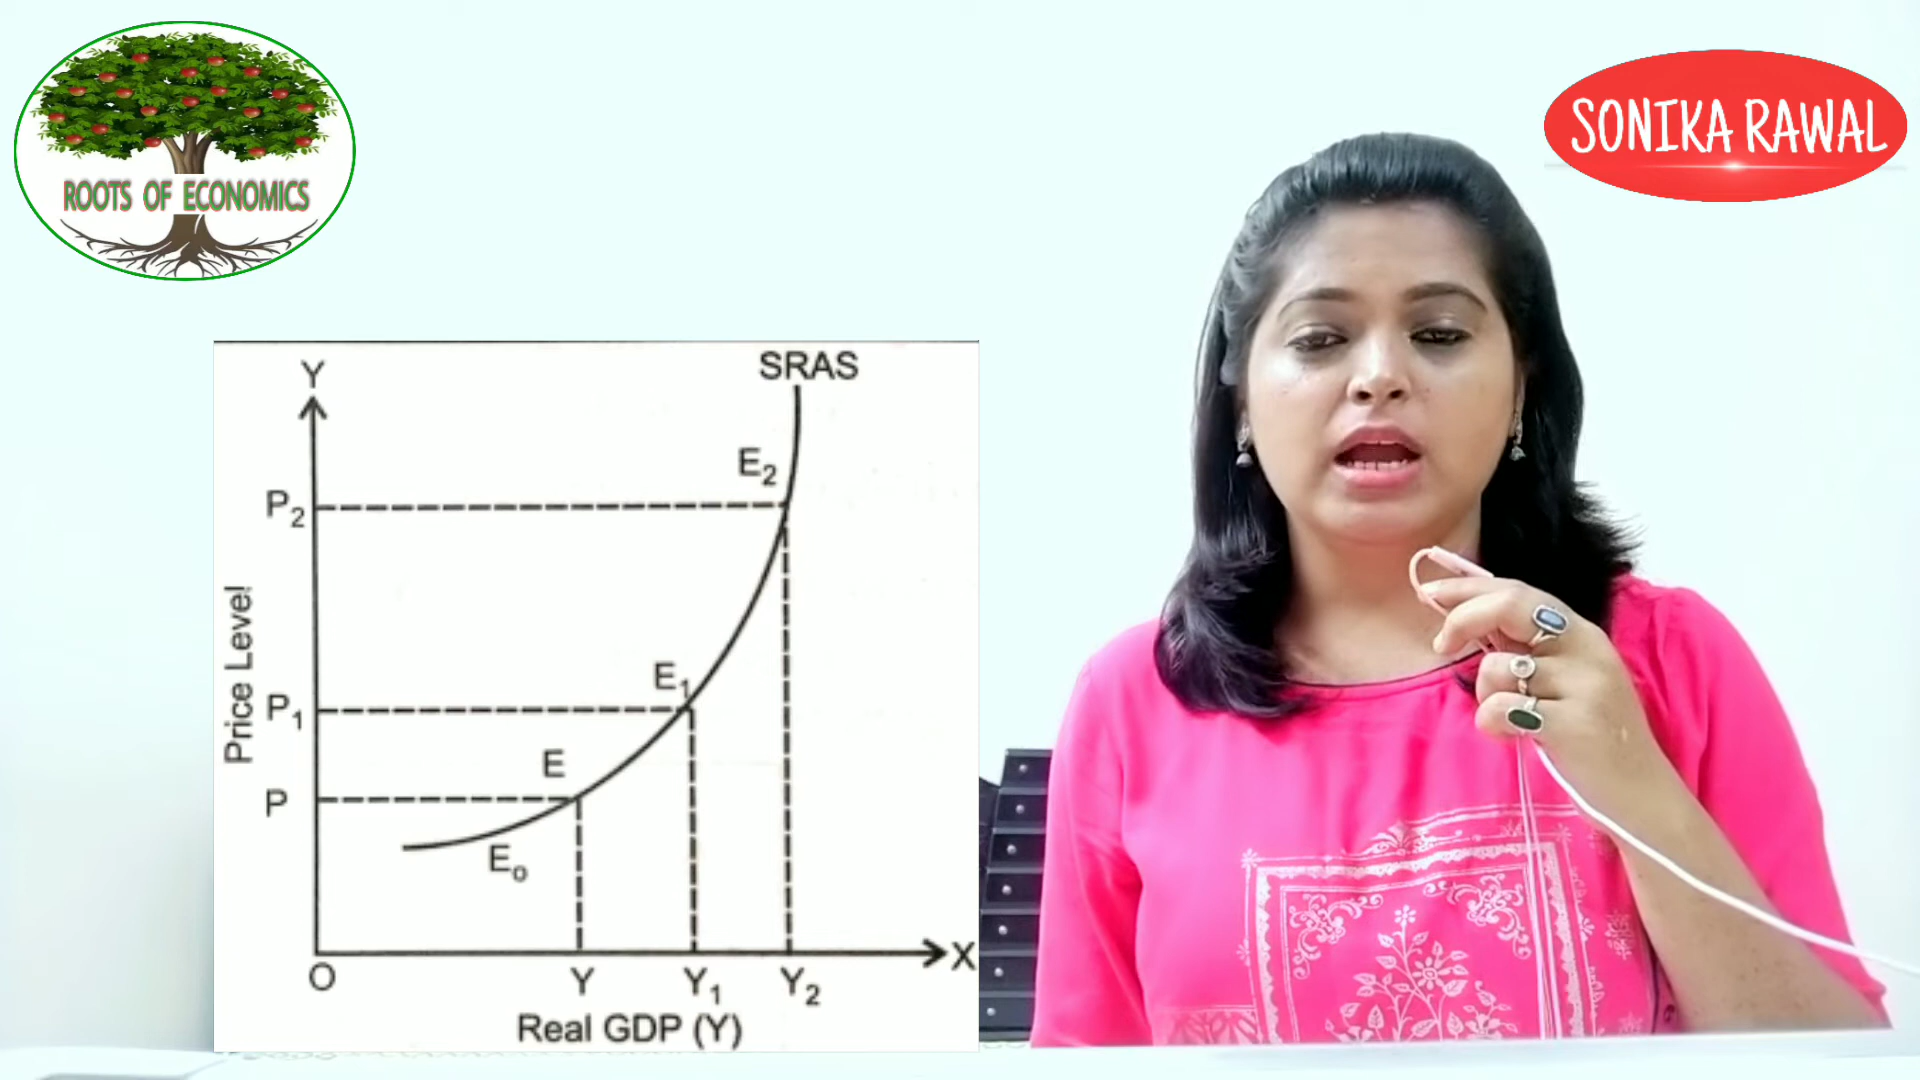 ROOTS OF ECONOMICS
SONIKA RAWAL
SRAS
Y
E2
P2
Price Level
E1
P1
E
P
E0
O
Y
Y1
Y2
X
Real GDP (Y)